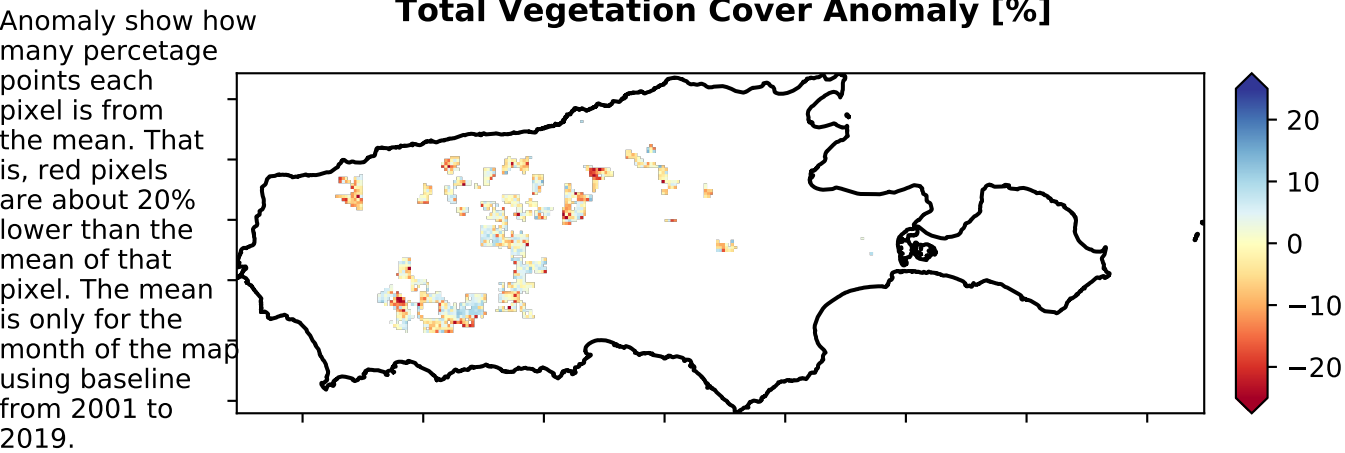 Total Vegetation Cover Anomaly [%]
Anomaly show how
many percetage
points each
pixel is from
the mean. That
is, red pixels
are about 20%
lower than the
mean of that
pixel. The mean
is only for the
month of the map
using baseline
from 2001 to
2019.
20
10
0
−10
−20